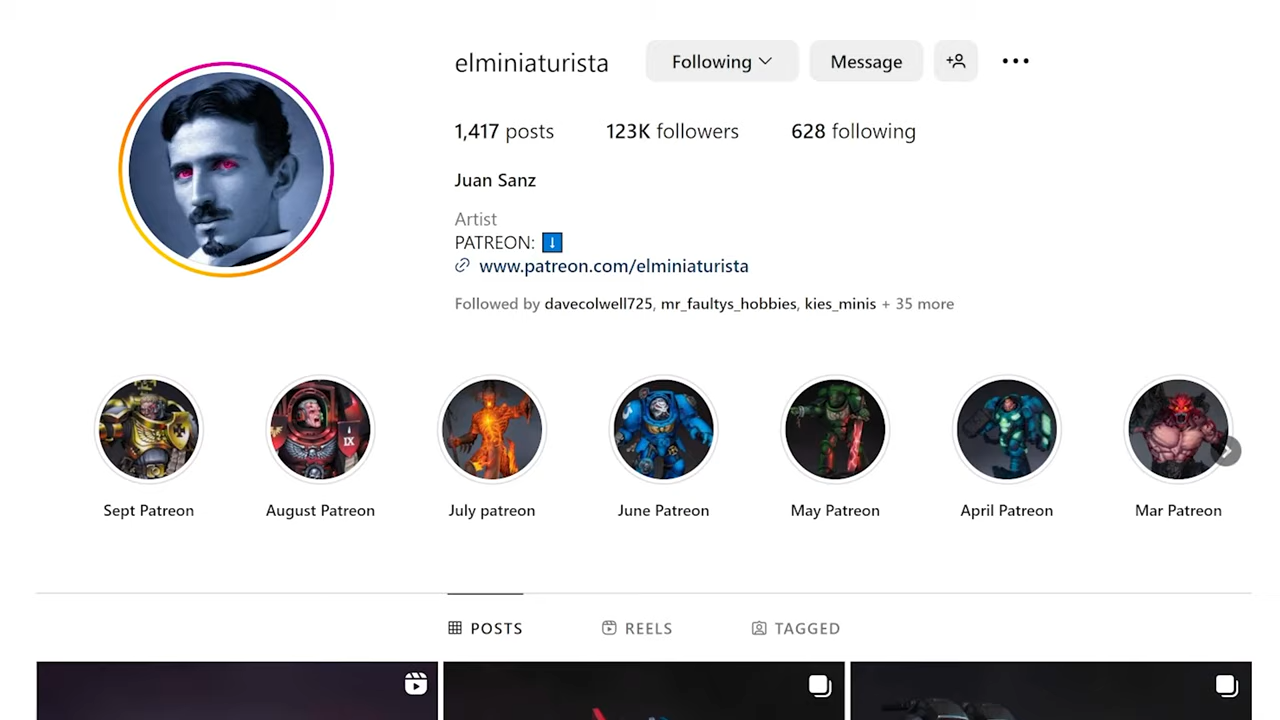 elminiaturista Following Message
1,417 posts 123K followers 628 following
Juan Sanz
Artist
PATREON:
www.patreon.com/elminiaturista
Followed by davecolwell725, mr_faultys_hobbies, kies_minis + 35 more
IX
Sept Patreon August Patreon July patreon June Patreon May Patreon April Patreon Mar Patreon
POSTS REELS TAGGED